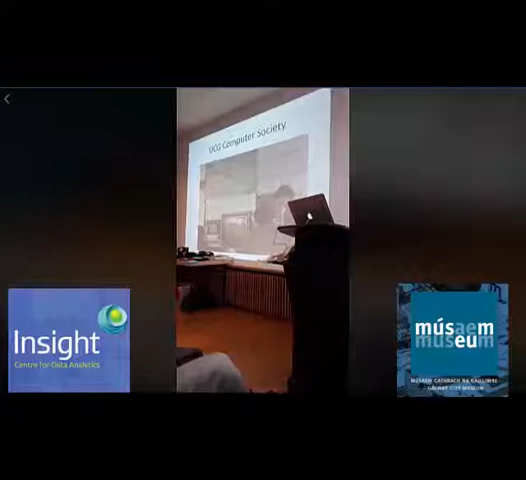 UCG Computer Society
Insight
Centre for Data Analytics
músaem
museum
MÚSAEM CATHRACH NA GAILLIMHE
GALWAY CITY MUSEUM